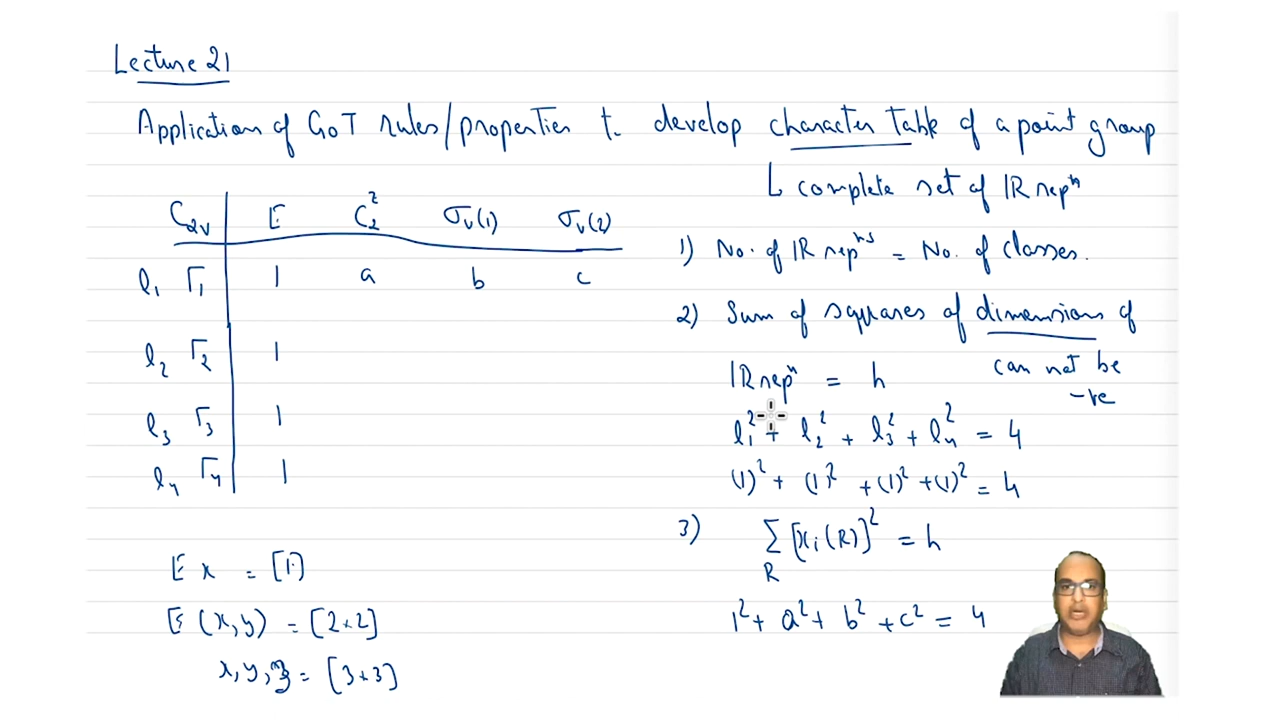 Lecture 21
Application of GOT rules/properties to develop character Table of a point group
↳ complete set of IR repⁿ
C₂ᵥ | E C₂² σᵥ(1) σᵥ(2)
l₁ Γ₁ | 1 a b c
l₂ Γ₂ | 1
l₃ Γ₃ | 1
l₄ Γ₄ | 1
E x = [1]
E (x,y) = [2×2]
x,y,z = [3×3]
1) No. of IR repⁿˢ = No. of classes.
2) Sum of squares of dimensions of
IR repⁿ = h
can not be
-ve
l₁² + l₂² + l₃² + l₄² = 4
(1)² + (1)² + (1)² + (1)² = 4
3) Σ [χᵢ(R)]² = h
R
1² + a² + b² + c² = 4